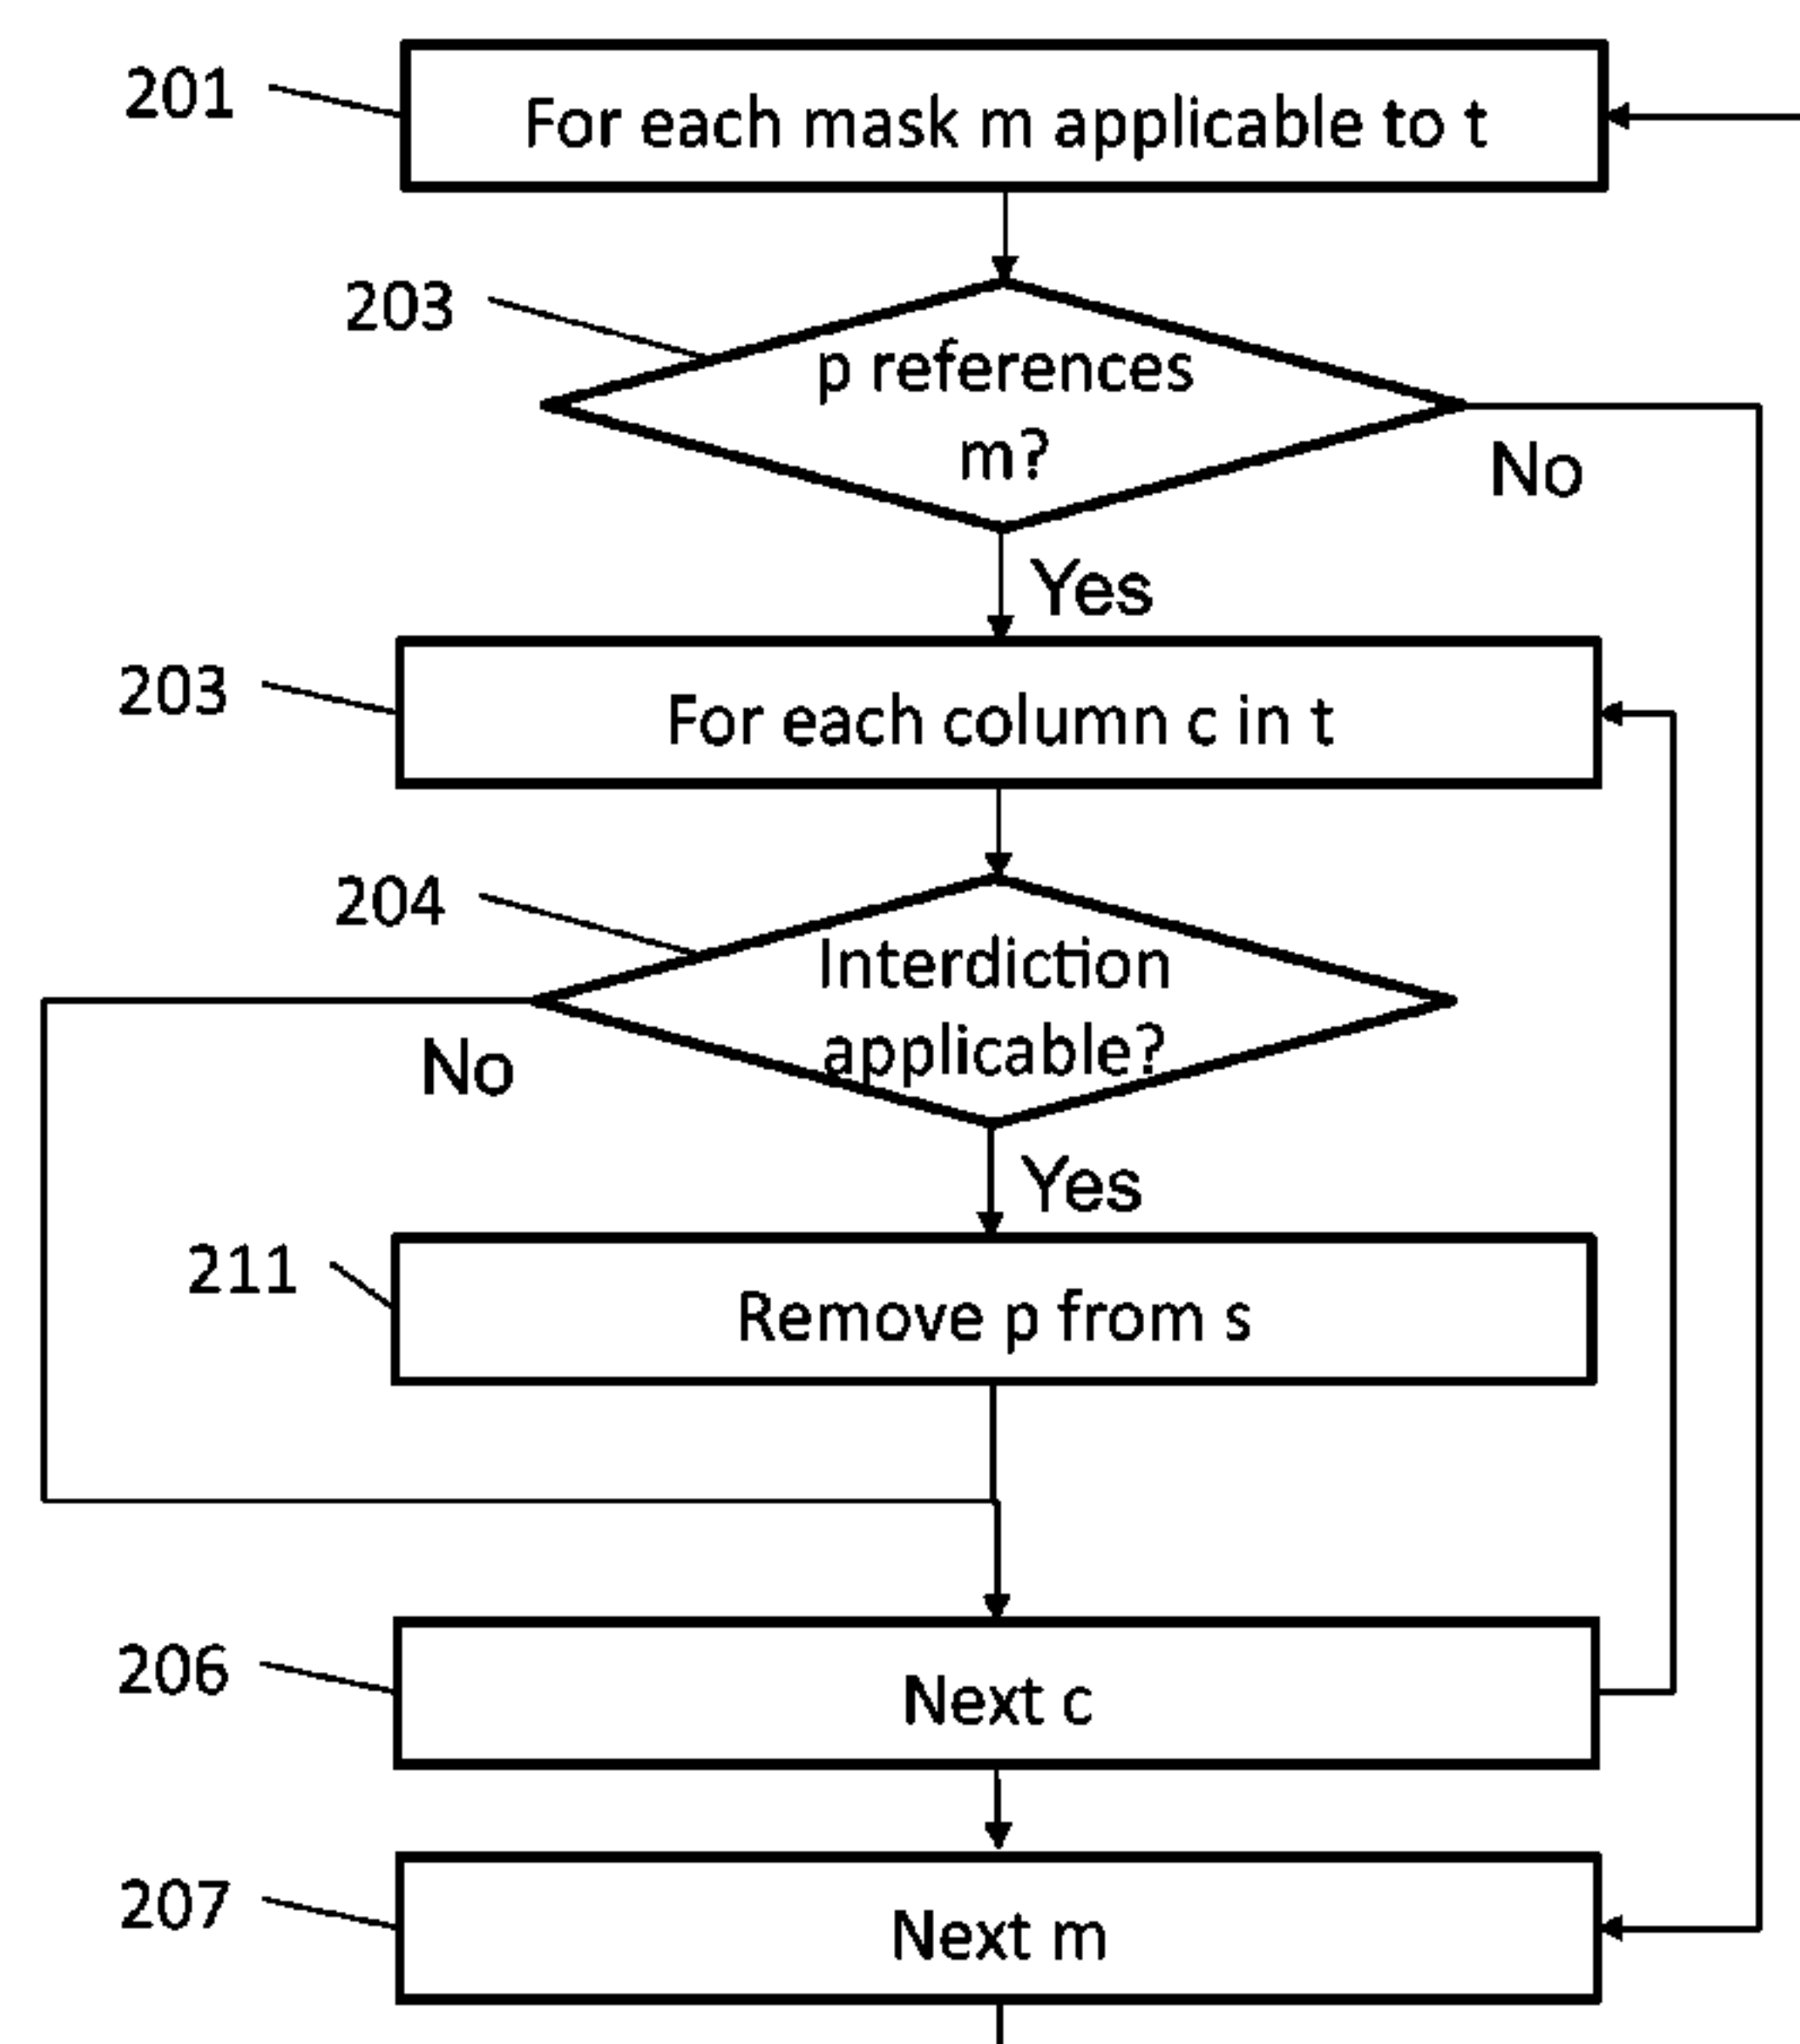 201
For each mask m applicable to t
203
p references
m?
No
Yes
203
For each column c in t
204
Interdiction
applicable?
No
Yes
211
Remove p from s
206
Next c
207
Next m